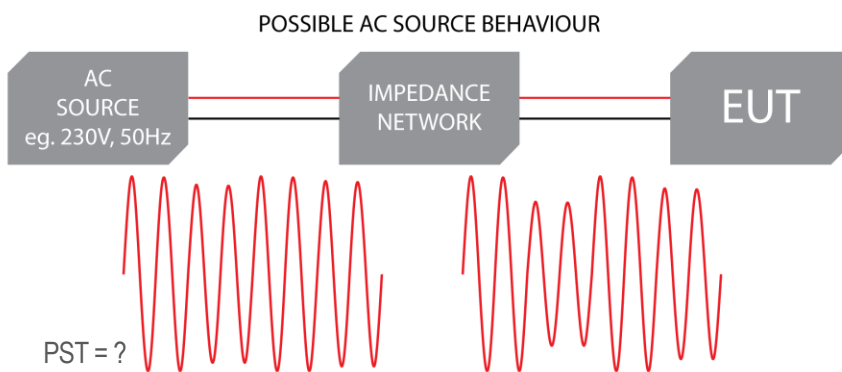 POSSIBLE AC SOURCE BEHAVIOUR
AC
SOURCE
eg. 230V, 50Hz
IMPEDANCE
NETWORK
EUT
PST = ?